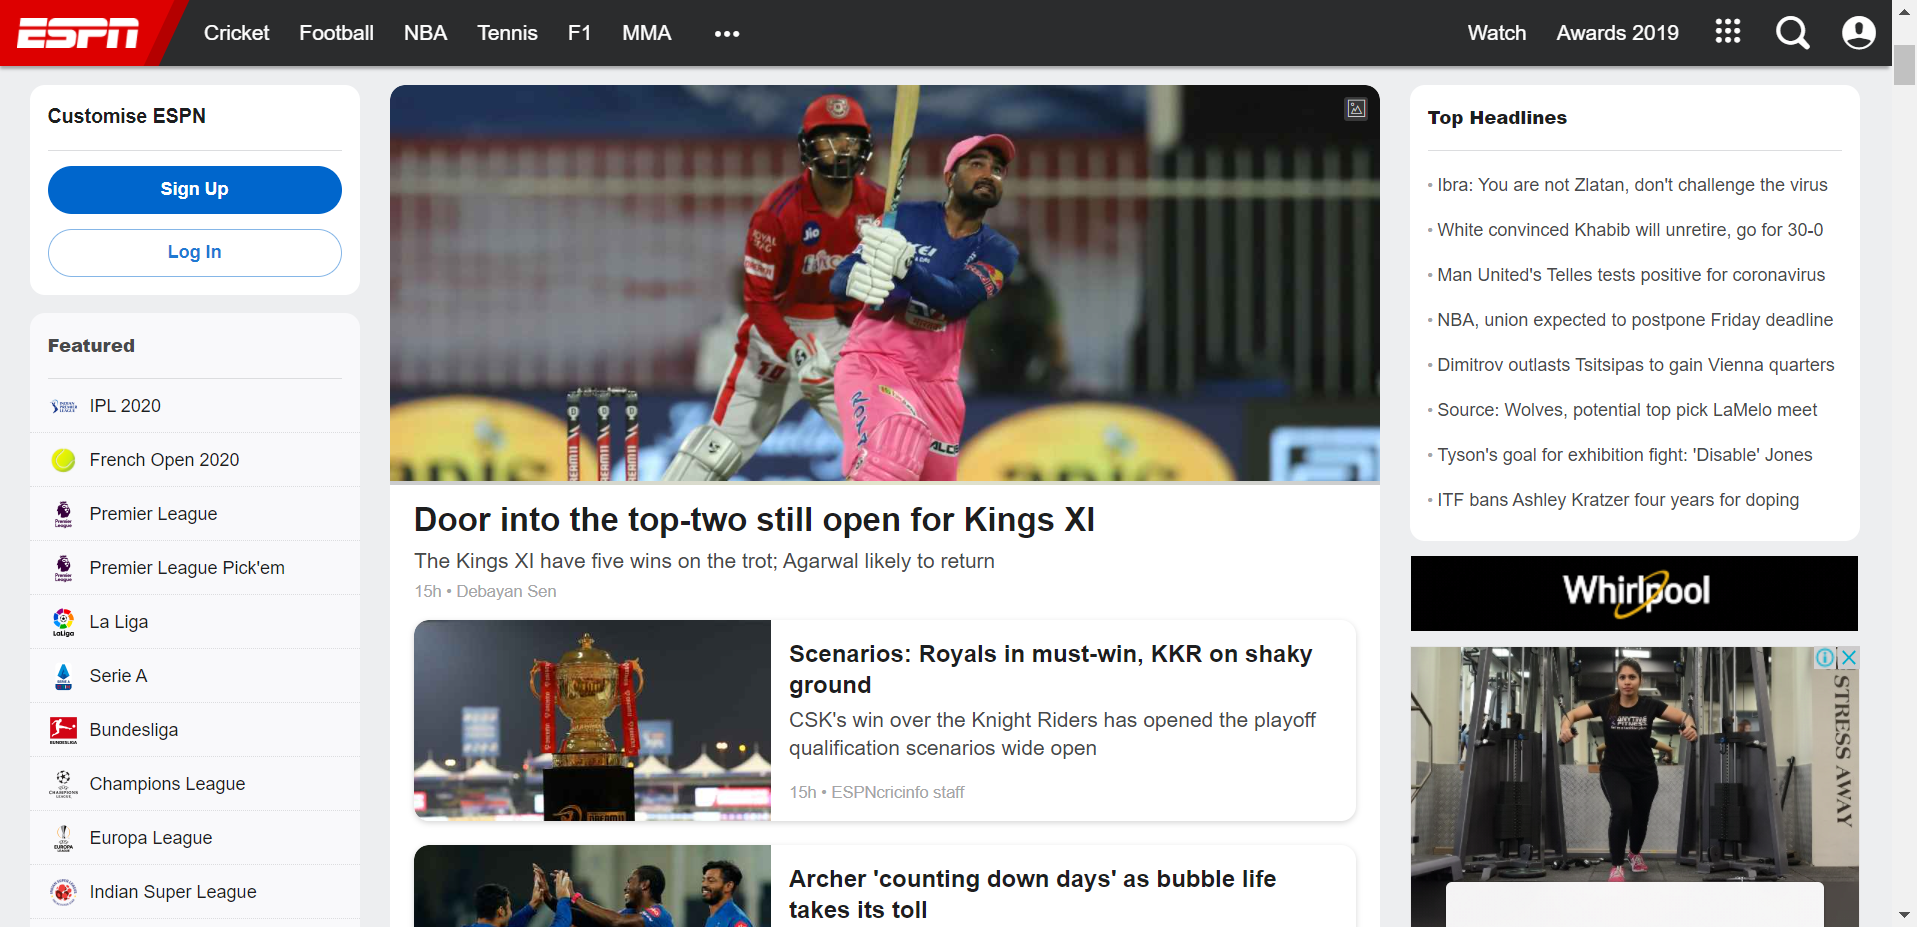 ESPN
Cricket
Football
NBA
Tennis
F1
MMA
Watch
Awards 2019
Customise ESPN
Sign Up
Log In
Featured
IPL 2020
French Open 2020
Premier League
Premier League Pick'em
La Liga
Serie A
Bundesliga
Champions League
Europa League
Indian Super League
jio
Door into the top-two still open for Kings XI
The Kings XI have five wins on the trot; Agarwal likely to return
15h • Debayan Sen
Scenarios: Royals in must-win, KKR on shaky
ground
CSK's win over the Knight Riders has opened the playoff
qualification scenarios wide open
15h • ESPNcricinfo staff
Archer 'counting down days' as bubble life
takes its toll
Top Headlines
• Ibra: You are not Zlatan, don't challenge the virus
• White convinced Khabib will unretire, go for 30-0
• Man United's Telles tests positive for coronavirus
• NBA, union expected to postpone Friday deadline
• Dimitrov outlasts Tsitsipas to gain Vienna quarters
• Source: Wolves, potential top pick LaMelo meet
• Tyson's goal for exhibition fight: 'Disable' Jones
• ITF bans Ashley Kratzer four years for doping
Whirlpool
ANYTIME
FITNESS
STRESS AWAY